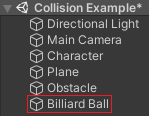 Collision Example*
Directional Light
Main Camera
Character
Plane
Obstacle
Billiard Ball